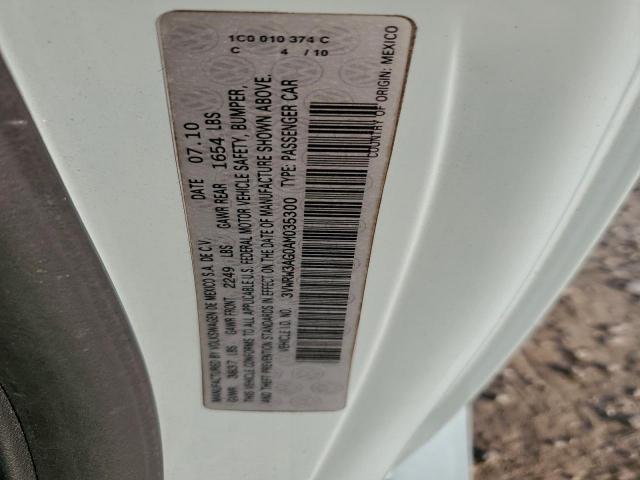 1C0 010 374 C
C 4 /10
MANUFACTURED BY VOLKSWAGEN DE MEXICO S.A. DE C.V. DATE 07.10
GVWR 3837 LBS GAWR FRONT 2249 LBS GAWR REAR 1654 LBS
THIS VEHICLE CONFORMS TO ALL APPLICABLE U.S. FEDERAL MOTOR VEHICLE SAFETY, BUMPER,
AND THEFT PREVENTION STANDARDS IN EFFECT ON THE DATE OF MANUFACTURE SHOWN ABOVE.
VEHICLE I.D. NO. 3VWRW3AG0AM035300 TYPE: PASSENGER CAR
COUNTRY OF ORIGIN: MEXICO